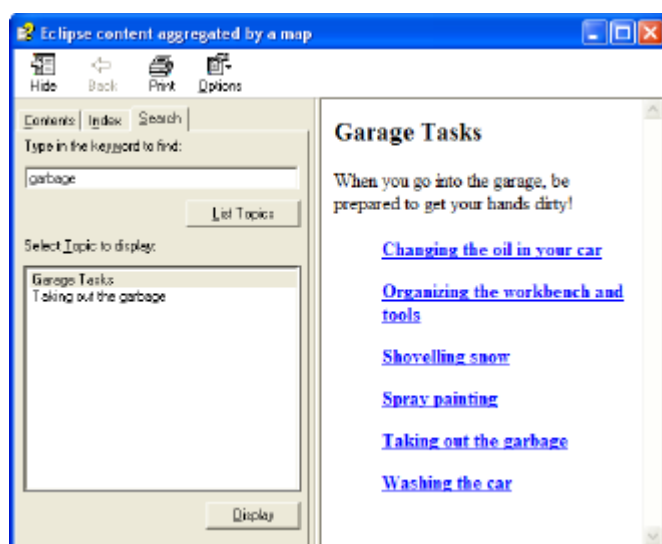 Eclipse content aggregated by a map
Hide Back Print Options
Contents Index Search
Type in the keyword to find:
garbage
List Topics
Select Topic to display:
Garage Tasks
Taking out the garbage
Display
Garage Tasks
When you go into the garage, be
prepared to get your hands dirty!
Changing the oil in your car
Organizing the workbench and
tools
Shovelling snow
Spray painting
Taking out the garbage
Washing the car